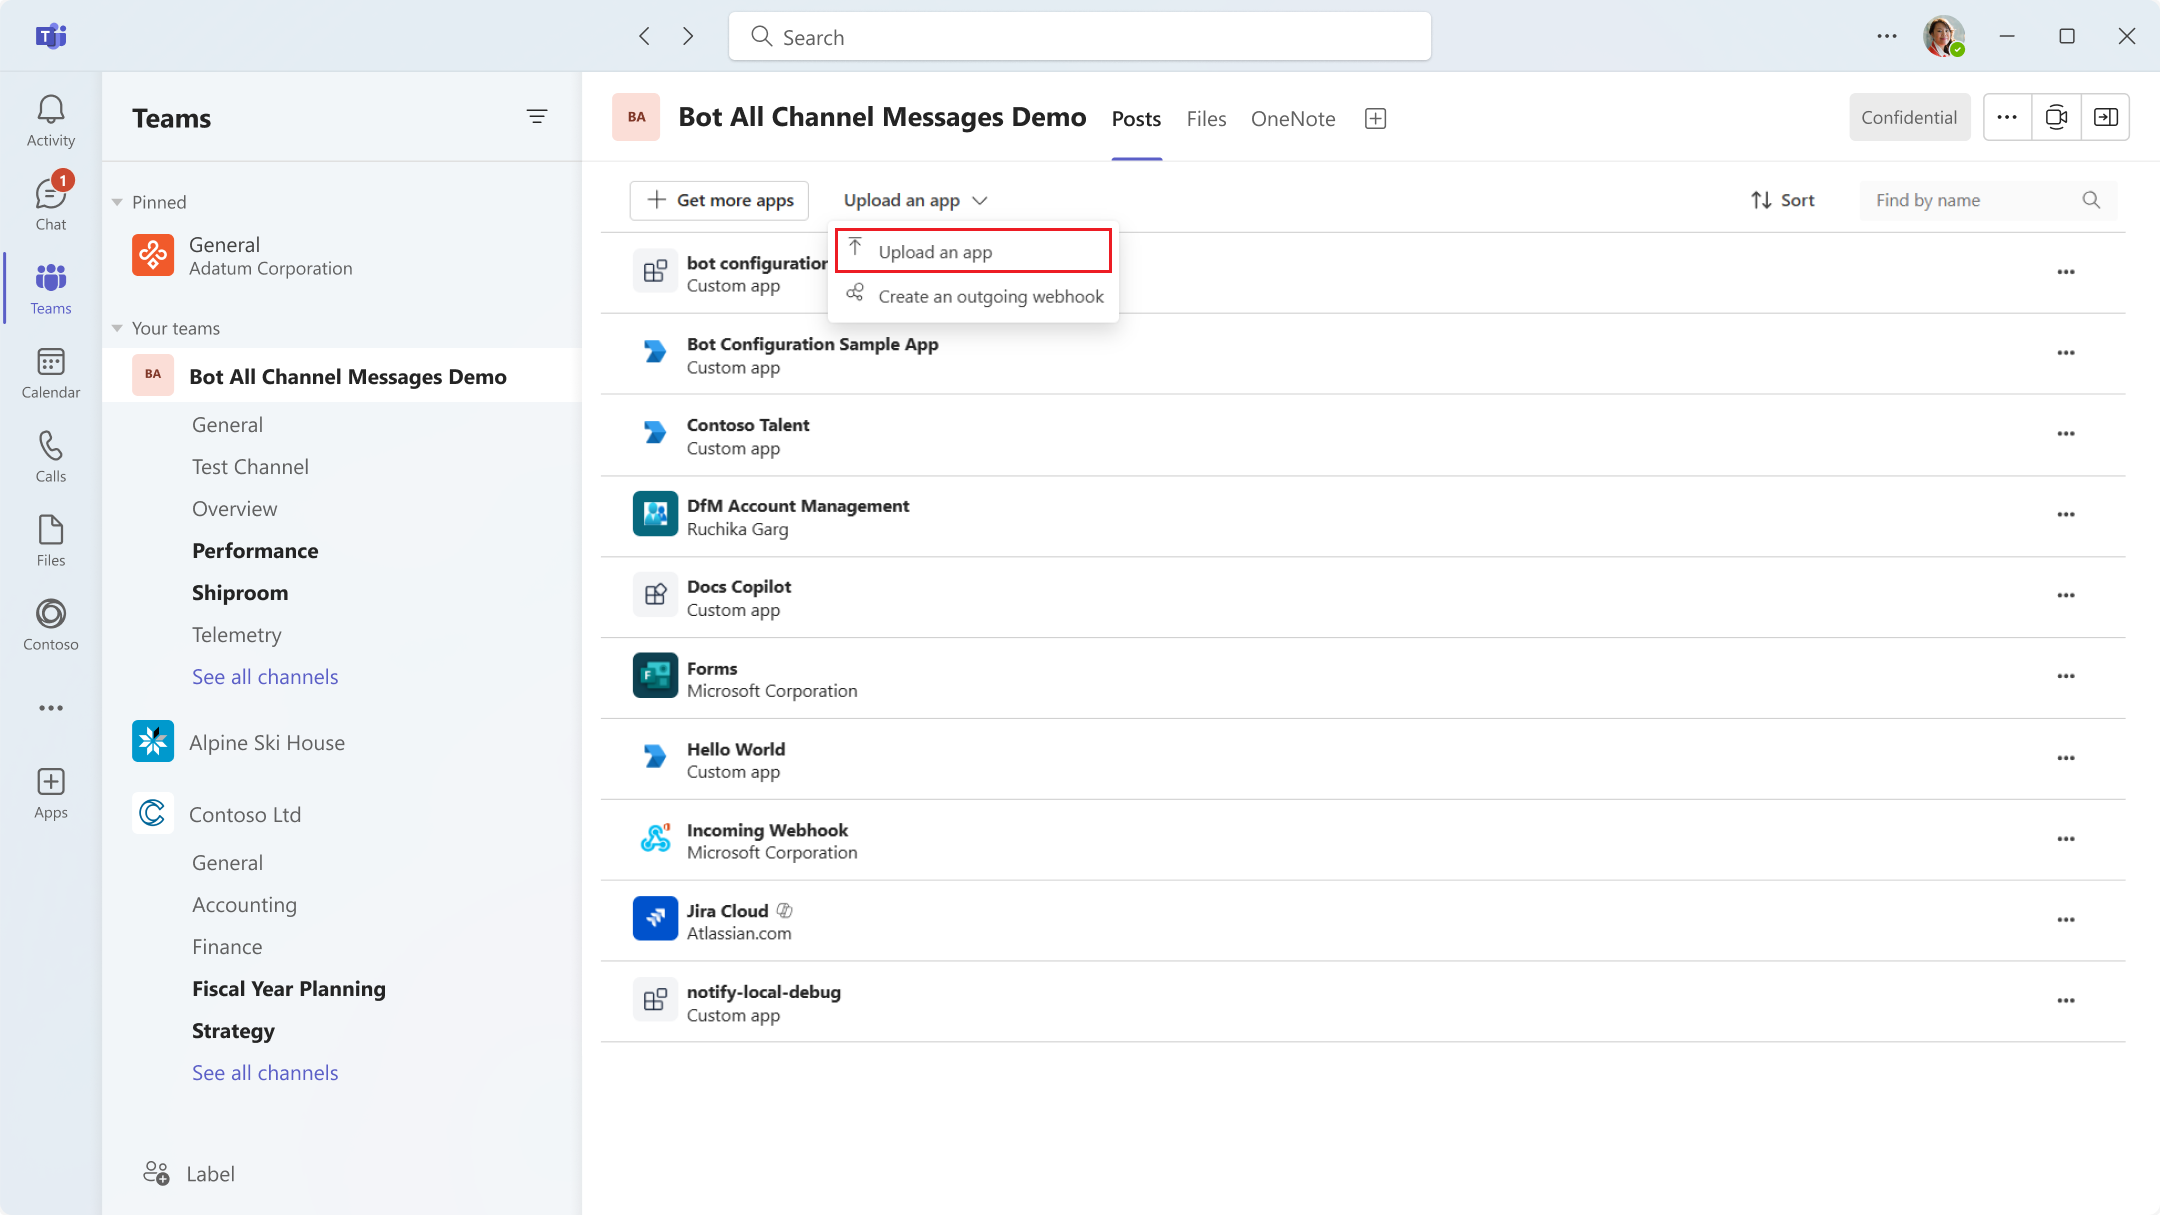 Search
Activity
1
Chat
Teams
Calendar
Calls
Files
Contoso
Apps
Teams
Pinned
General
Adatum Corporation
Your teams
BA
Bot All Channel Messages Demo
General
Test Channel
Overview
Performance
Shiproom
Telemetry
See all channels
Alpine Ski House
Contoso Ltd
General
Accounting
Finance
Fiscal Year Planning
Strategy
See all channels
Label
BA
Bot All Channel Messages Demo
Posts
Files
OneNote
Confidential
Get more apps
Upload an app
Sort
Find by name
Upload an app
Create an outgoing webhook
bot configuration
Custom app
Bot Configuration Sample App
Custom app
Contoso Talent
Custom app
DfM Account Management
Ruchika Garg
Docs Copilot
Custom app
Forms
Microsoft Corporation
Hello World
Custom app
Incoming Webhook
Microsoft Corporation
Jira Cloud
Atlassian.com
notify-local-debug
Custom app